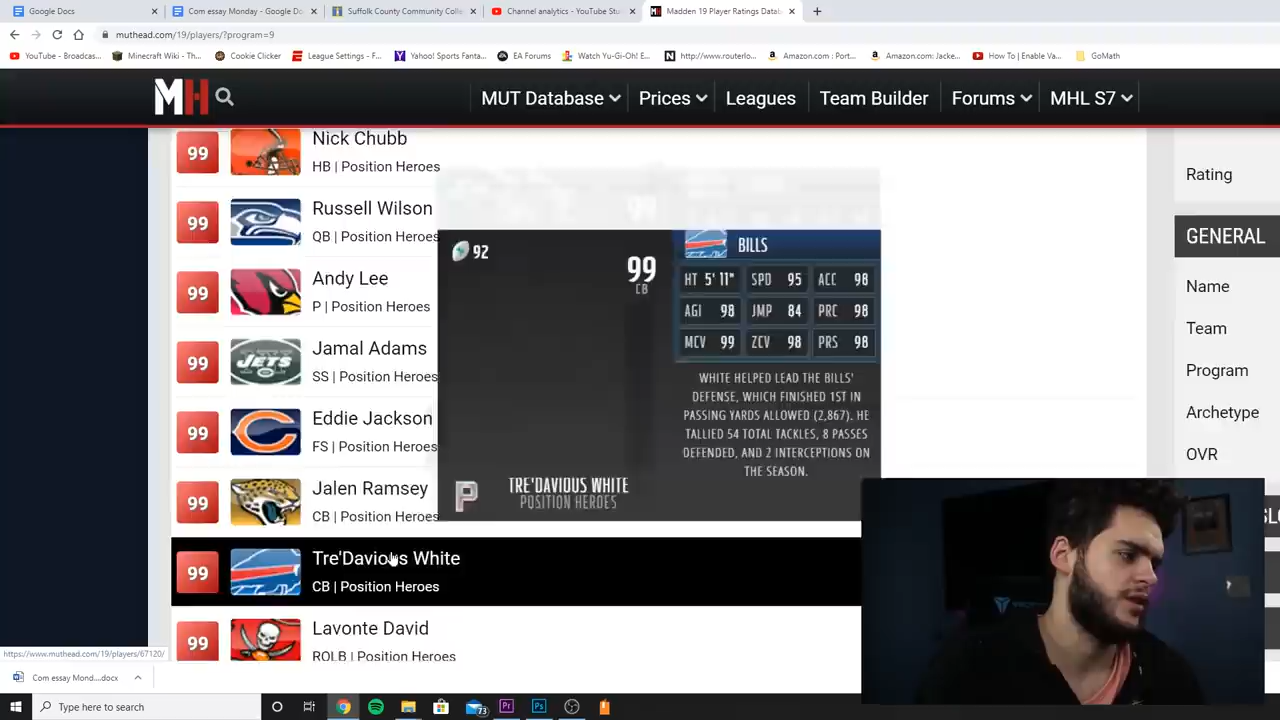 Google Docs
Com essay Monday - Google Do
Suffolk County Community Colle
Channel analytics - YouTube Stu
Madden 19 Player Ratings Datab
muthead.com/19/players/?program=9
YouTube - Broadcas...
Minecraft Wiki - Th...
Cookie Clicker
League Settings - F...
Yahoo! Sports Fanta...
EA Forums
Watch Yu-Gi-Oh! E...
http://www.routerlo...
Amazon.com : Port...
Amazon.com: Jacke...
How To | Enable Va...
GoMath
MH
MUT Database
Prices
Leagues
Team Builder
Forums
MHL S7
99
Nick Chubb
HB | Position Heroes
99
Russell Wilson
QB | Position Heroes
99
Andy Lee
P | Position Heroes
99
JETS
Jamal Adams
SS | Position Heroes
99
Eddie Jackson
FS | Position Heroes
99
Jalen Ramsey
CB | Position Heroes
99
Tre'Davious White
CB | Position Heroes
99
Lavonte David
ROLB | Position Heroes
92
99
CB
P
TRE'DAVIOUS WHITE
POSITION HEROES
BILLS
HT 5' 11" SPD 95 ACC 98
AGI 98 JMP 84 PRC 98
MCV 99 ZCV 98 PRS 98
WHITE HELPED LEAD THE BILLS'
DEFENSE, WHICH FINISHED 1ST IN
PASSING YARDS ALLOWED (2,867). HE
TALLIED 54 TOTAL TACKLES, 8 PASSES
DEFENDED, AND 2 INTERCEPTIONS ON
THE SEASON.
Rating
GENERAL
Name
Team
Program
Archetype
OVR
https://www.muthead.com/19/players/67120/
Com essay Mond....docx
Type here to search
73
Pr
Ps